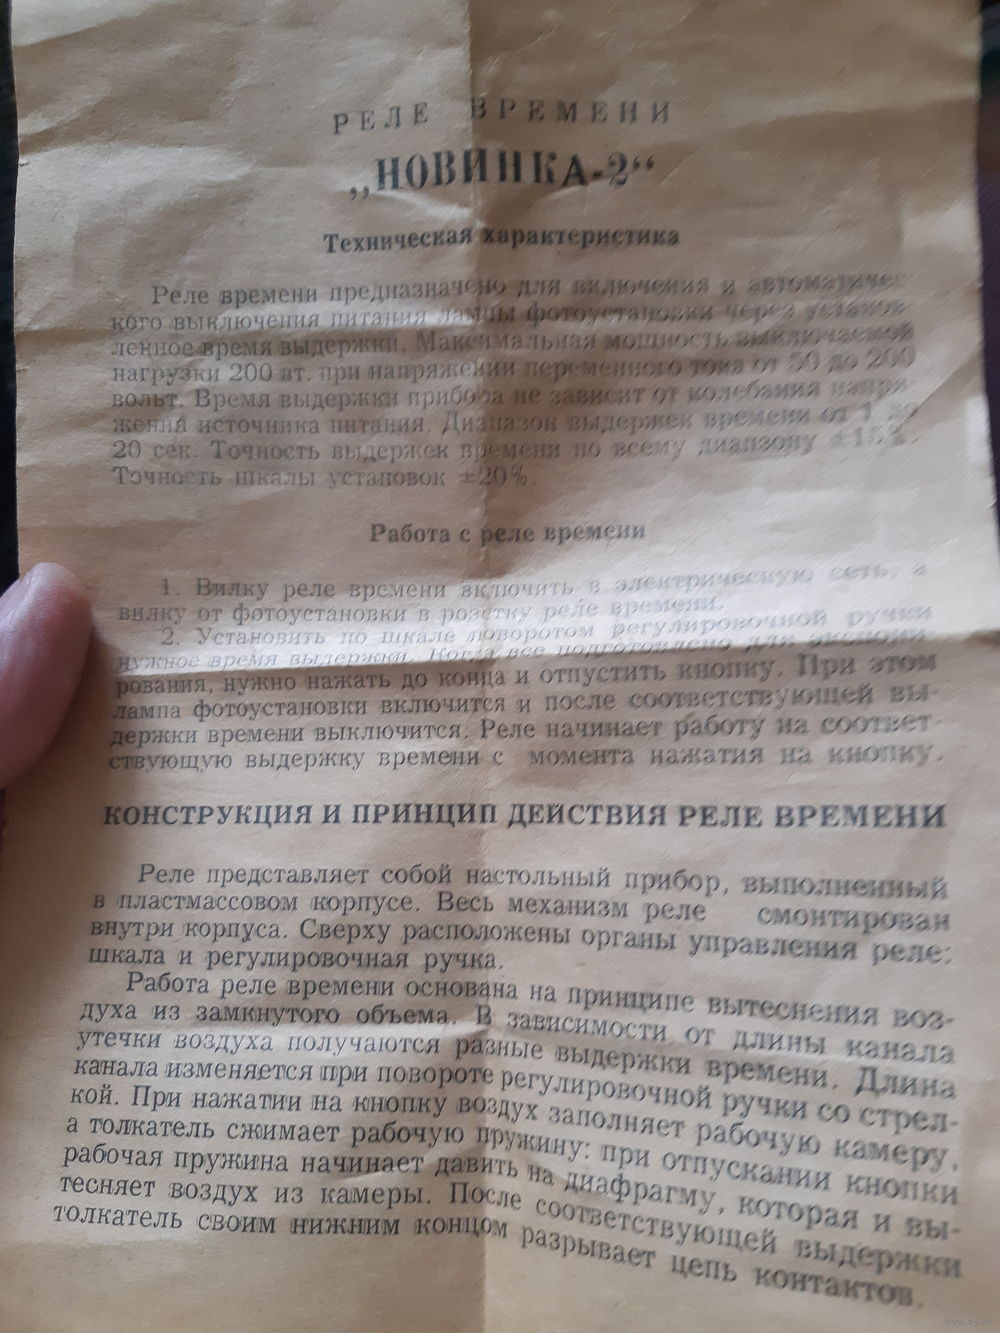 РЕЛЕ ВРЕМЕНИ
„НОВИНКА-2“
Техническая характеристика
Реле времени предназначено для включения и автоматичес-
кого выключения питания лампы фотоустановки через установ-
ленное время выдержки. Максимальная мощность выключаемой
нагрузки 200 вт. при напряжении переменного тока от 50 до 200
вольт. Время выдержки прибора не зависит от колебания напря-
жения источника питания. Диапазон выдержек времени от 1 до
20 сек. Точность выдержек времени по всему диапзону ±15%.
Точность шкалы установок ±20%.
Работа с реле времени
1. Вилку реле времени включить в электрическую сеть, а
вилку от фотоустановки в розетку реле времени.
2. Установить по шкале поворотом регулировочной ручки
нужное время выдержки. Когда все подготовлено для экспони-
рования, нужно нажать до конца и отпустить кнопку. При этом
лампа фотоустановки включится и после соответствующей вы-
держки времени выключится. Реле начинает работу на соответ-
ствующую выдержку времени с момента нажатия на кнопку.
КОНСТРУКЦИЯ И ПРИНЦИП ДЕЙСТВИЯ РЕЛЕ ВРЕМЕНИ
Реле представляет собой настольный прибор, выполненный
в пластмассовом корпусе. Весь механизм реле смонтирован
внутри корпуса. Сверху расположены органы управления реле:
шкала и регулировочная ручка.
Работа реле времени основана на принципе вытеснения воз-
духа из замкнутого объема. В зависимости от длины канала
утечки воздуха получаются разные выдержки времени. Длина
канала изменяется при повороте регулировочной ручки со стрел-
кой. При нажатии на кнопку воздух заполняет рабочую камеру,
а толкатель сжимает рабочую пружину: при отпускании кнопки
рабочая пружина начинает давить на диафрагму, которая и вы-
тесняет воздух из камеры. После соответствующей выдержки
толкатель своим нижним концом разрывает цепь контактов.
www.ay.by